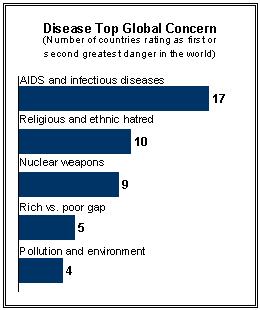 Disease Top Global Concern
(Number of countries rating as first or
second greatest danger in the world)
AIDS and infectious diseases
17
Religious and ethnic hatred
10
Nuclear weapons
9
Rich vs. poor gap
5
Pollution and environment
4